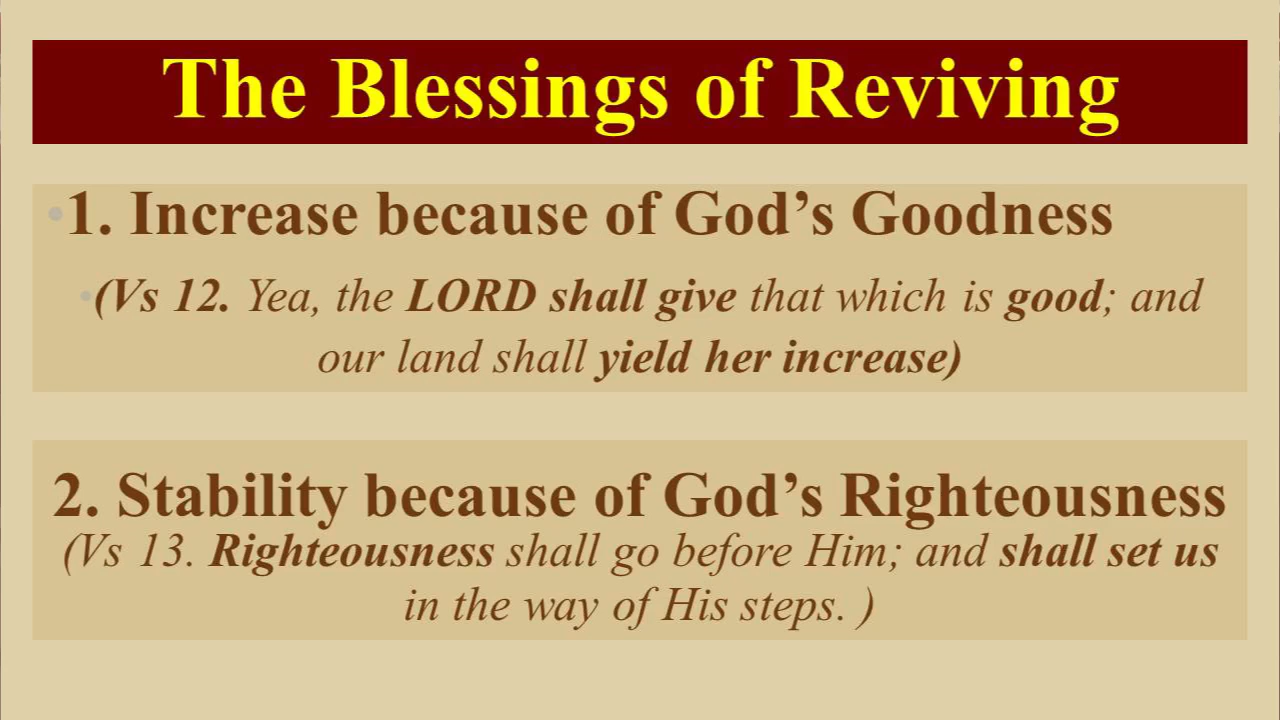 The Blessings of Reviving
•1. Increase because of God’s Goodness
•(Vs 12. Yea, the LORD shall give that which is good; and
our land shall yield her increase)
2. Stability because of God’s Righteousness
(Vs 13. Righteousness shall go before Him; and shall set us
in the way of His steps. )